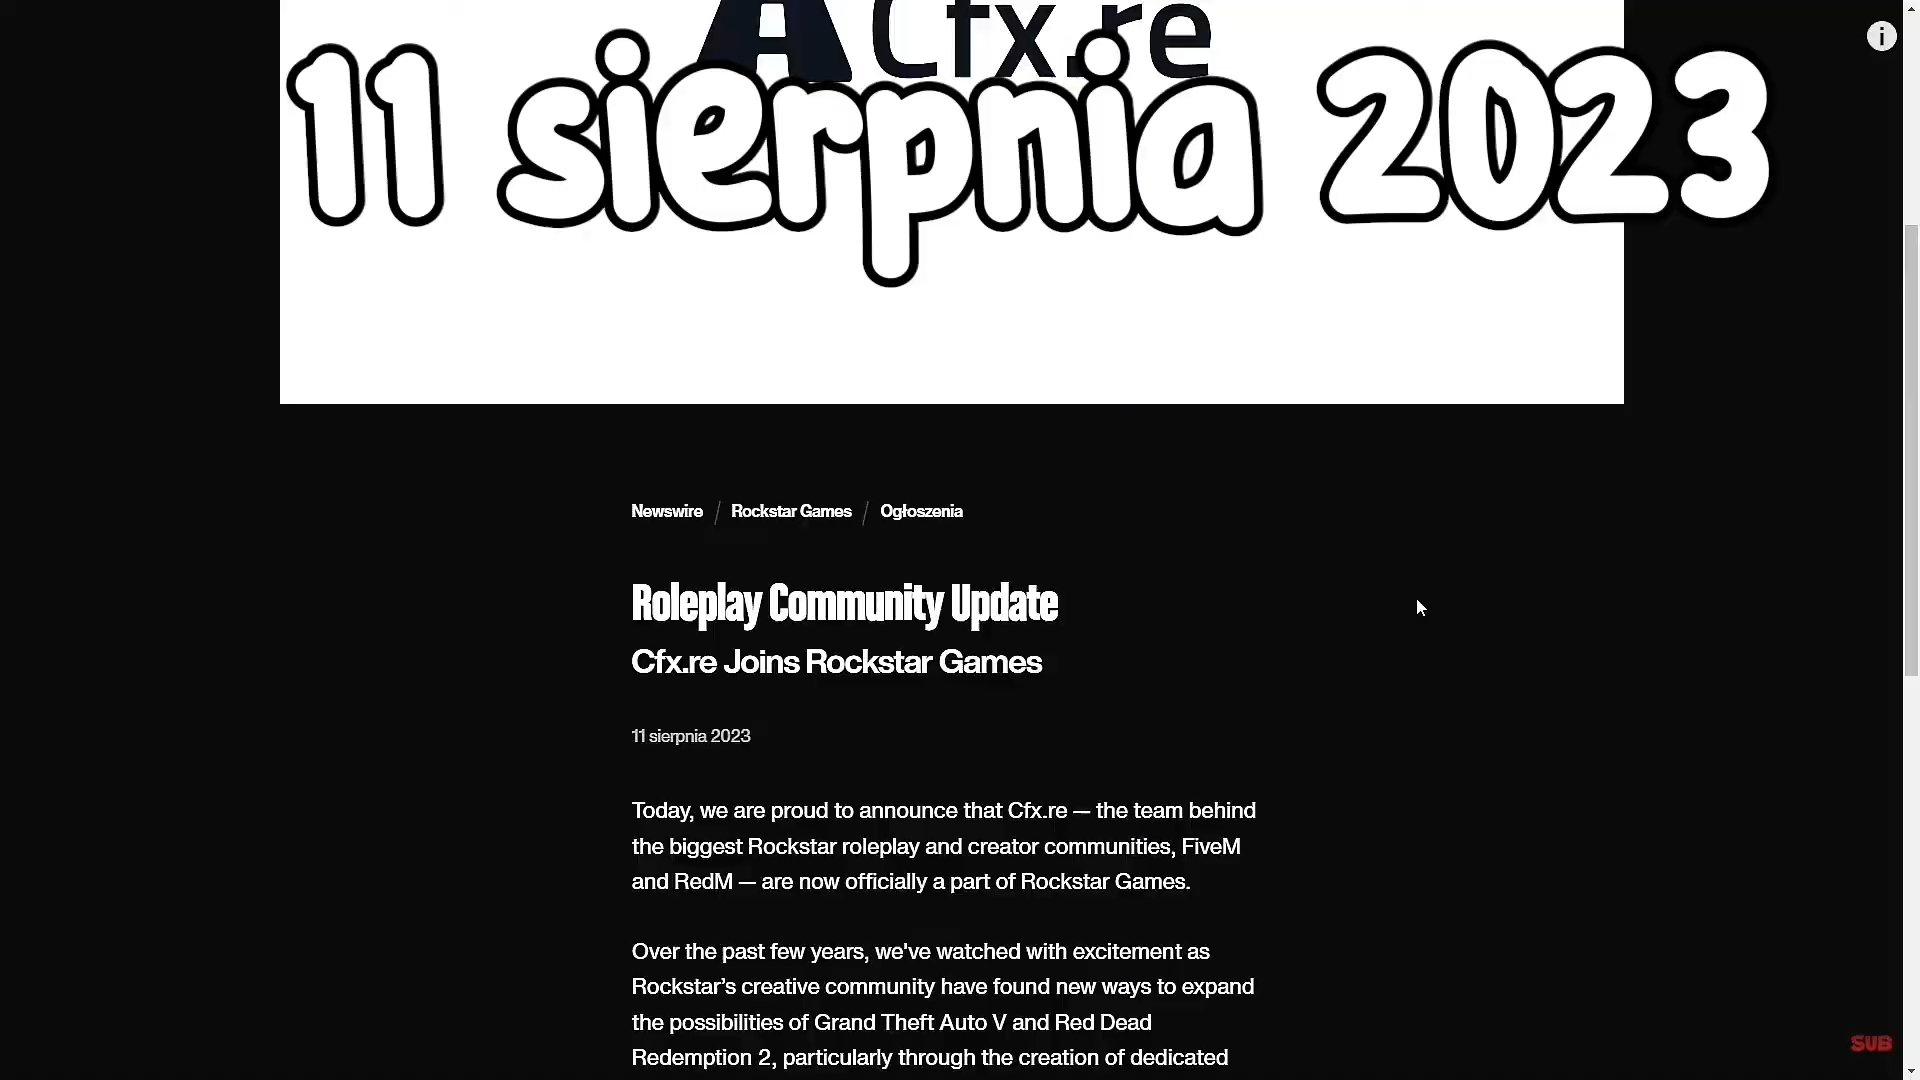 Cfx.re
11 sierpnia 2023
Newswire / Rockstar Games / Ogłoszenia
Roleplay Community Update
Cfx.re Joins Rockstar Games
11 sierpnia 2023
Today, we are proud to announce that Cfx.re — the team behind
the biggest Rockstar roleplay and creator communities, FiveM
and RedM — are now officially a part of Rockstar Games.
Over the past few years, we've watched with excitement as
Rockstar’s creative community have found new ways to expand
the possibilities of Grand Theft Auto V and Red Dead
Redemption 2, particularly through the creation of dedicated
SUB